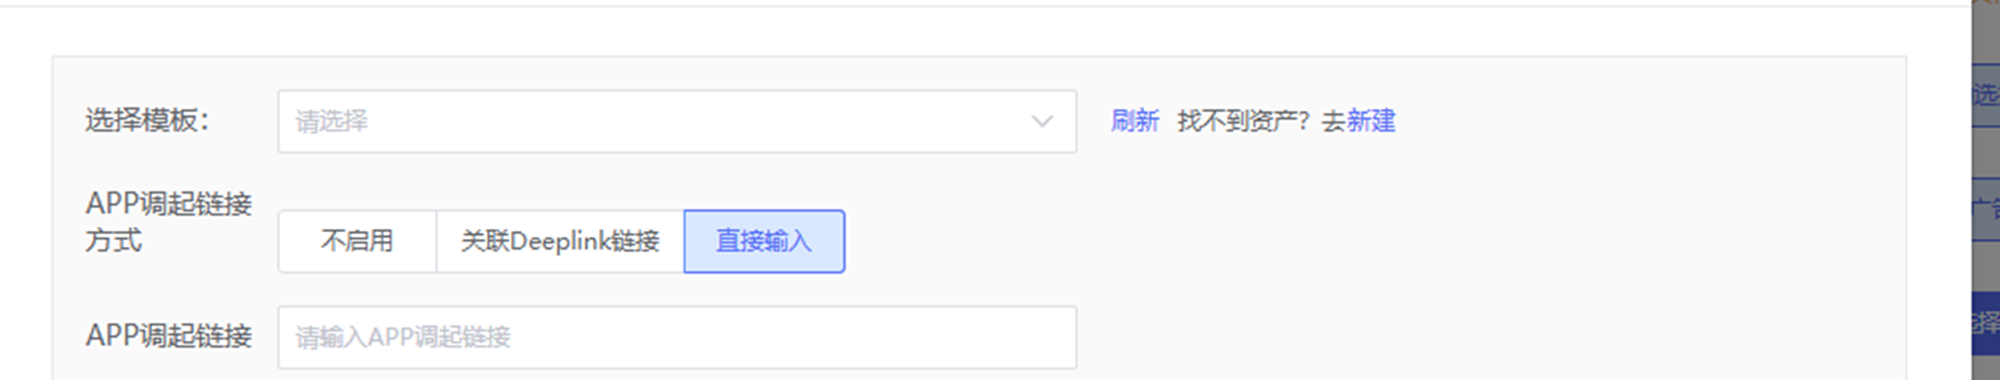 选择模板：
请选择
刷新 找不到资产？去新建
APP调起链接
方式
不启用 关联Deeplink链接 直接输入
APP调起链接
请输入APP调起链接